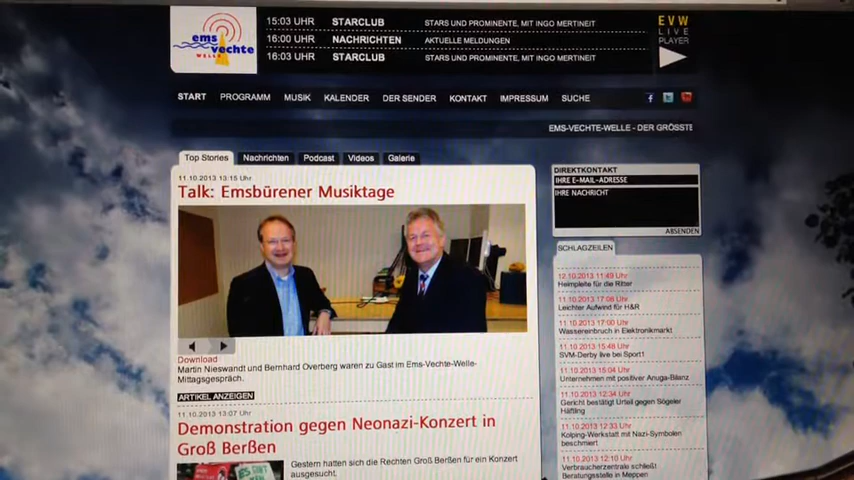 ems
vechte
WELLE
15:03 UHR STARCLUB STARS UND PROMINENTE, MIT INGO MERTINEIT
16:00 UHR NACHRICHTEN AKTUELLE MELDUNGEN
16:03 UHR STARCLUB STARS UND PROMINENTE, MIT INGO MERTINEIT
EVW
LIVE
PLAYER
START PROGRAMM MUSIK KALENDER DER SENDER KONTAKT IMPRESSUM SUCHE
EMS-VECHTE-WELLE - DER GRÖSSTE
Top Stories Nachrichten Podcast Videos Galerie
11.10.2013 13:15 Uhr
Talk: Emsbürener Musiktage
Download
Martin Nieswandt und Bernhard Overberg waren zu Gast im Ems-Vechte-Welle-
Mittagsgespräch.
ARTIKEL ANZEIGEN
11.10.2013 13:07 Uhr
Demonstration gegen Neonazi-Konzert in
Groß Berßen
Gestern hatten sich die Rechten Groß Berßen für ein Konzert
ausgesucht.
DIREKTKONTAKT
IHRE E-MAIL-ADRESSE
IHRE NACHRICHT
ABSENDEN
SCHLAGZEILEN
12.10.2013 11:49 Uhr
Heimpleite für die Ritter
11.10.2013 17:08 Uhr
Leichter Aufwind für H&R
11.10.2013 17:00 Uhr
Wassereinbruch in Elektronikmarkt
11.10.2013 15:48 Uhr
SVM-Derby live bei Sport1
11.10.2013 15:04 Uhr
Unternehmen mit positiver Anuga-Bilanz
11.10.2013 12:34 Uhr
Gericht bestätigt Urteil gegen Sögeler
Häftling
11.10.2013 12:33 Uhr
Kolping-Werkstatt mit Nazi-Symbolen
beschmiert
11.10.2013 12:10 Uhr
Verbraucherzentrale schließt
Beratungsstelle in Meppen